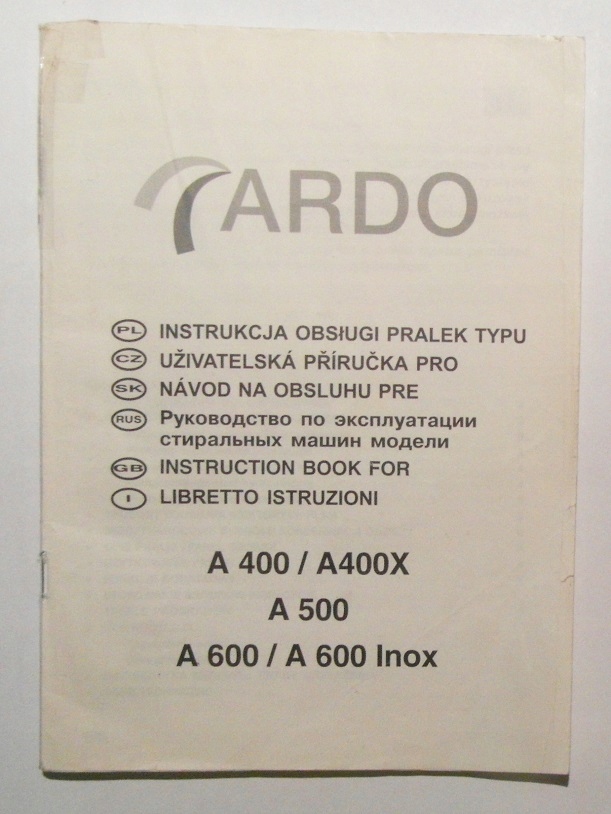 ARDO
PL INSTRUKCJA OBSłUGI PRALEK TYPU
CZ UŽIVATELSKÁ PŘÍRUČKA PRO
SK NÁVOD NA OBSLUHU PRE
RUS Руководство по эксплуатации
стиральных машин модели
GB INSTRUCTION BOOK FOR
I LIBRETTO ISTRUZIONI
A 400 / A400X
A 500
A 600 / A 600 Inox